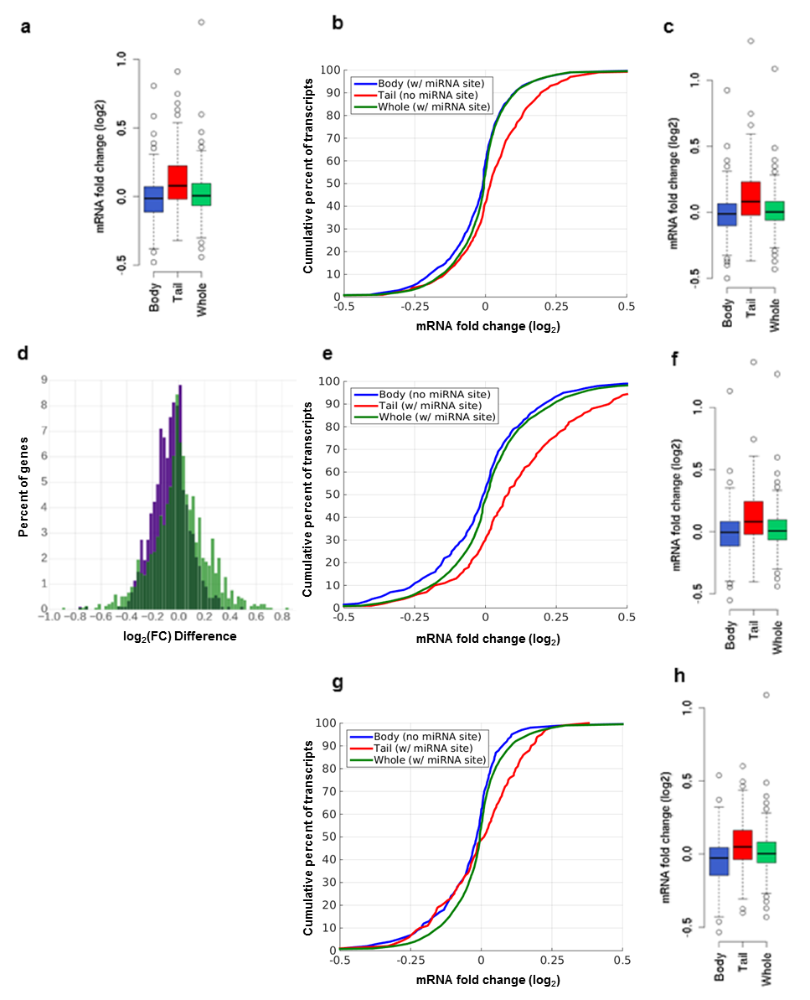 a
mRNA fold change (log2)
1.0
0.5
0.0
-0.5
Body
Tail
Whole
b
Cumulative percent of transcripts
100
90
80
70
60
50
40
30
20
10
0
Body (w/ miRNA site)
Tail (no miRNA site)
Whole (w/ miRNA site)
-0.5 -0.25 0 0.25 0.5
mRNA fold change (log2)
c
mRNA fold change (log2)
1.0
0.5
0.0
-0.5
Body
Tail
Whole
d
Percent of genes
9
8
7
6
5
4
3
2
1
0
−1.0 −0.8 −0.6 −0.4 −0.2 0.0 0.2 0.4 0.6 0.8
log2(FC) Difference
e
Cumulative percent of transcripts
100
90
80
70
60
50
40
30
20
10
0
Body (no miRNA site)
Tail (w/ miRNA site)
Whole (w/ miRNA site)
-0.5 -0.25 0 0.25 0.5
mRNA fold change (log2)
f
mRNA fold change (log2)
1.0
0.5
0.0
-0.5
Body
Tail
Whole
g
Cumulative percent of transcripts
100
90
80
70
60
50
40
30
20
10
0
Body (no miRNA site)
Tail (w/ miRNA site)
Whole (w/ miRNA site)
-0.5 -0.25 0 0.25 0.5
mRNA fold change (log2)
h
mRNA fold change (log2)
1.0
0.5
0.0
-0.5
Body
Tail
Whole